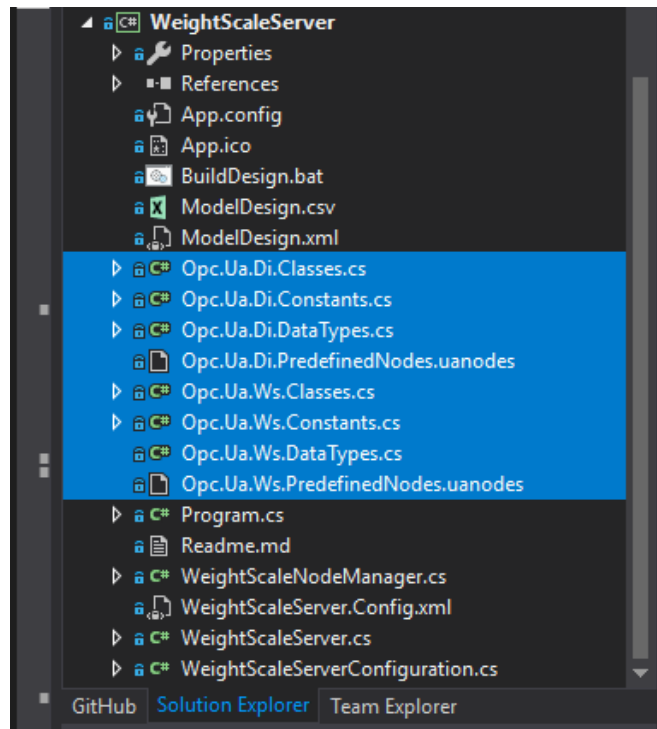 C# WeightScaleServer
Properties
References
App.config
App.ico
BuildDesign.bat
ModelDesign.csv
ModelDesign.xml
C# Opc.Ua.Di.Classes.cs
C# Opc.Ua.Di.Constants.cs
C# Opc.Ua.Di.DataTypes.cs
Opc.Ua.Di.PredefinedNodes.uanodes
C# Opc.Ua.Ws.Classes.cs
C# Opc.Ua.Ws.Constants.cs
C# Opc.Ua.Ws.DataTypes.cs
Opc.Ua.Ws.PredefinedNodes.uanodes
C# Program.cs
Readme.md
C# WeightScaleNodeManager.cs
WeightScaleServer.Config.xml
C# WeightScaleServer.cs
C# WeightScaleServerConfiguration.cs
GitHub Solution Explorer Team Explorer